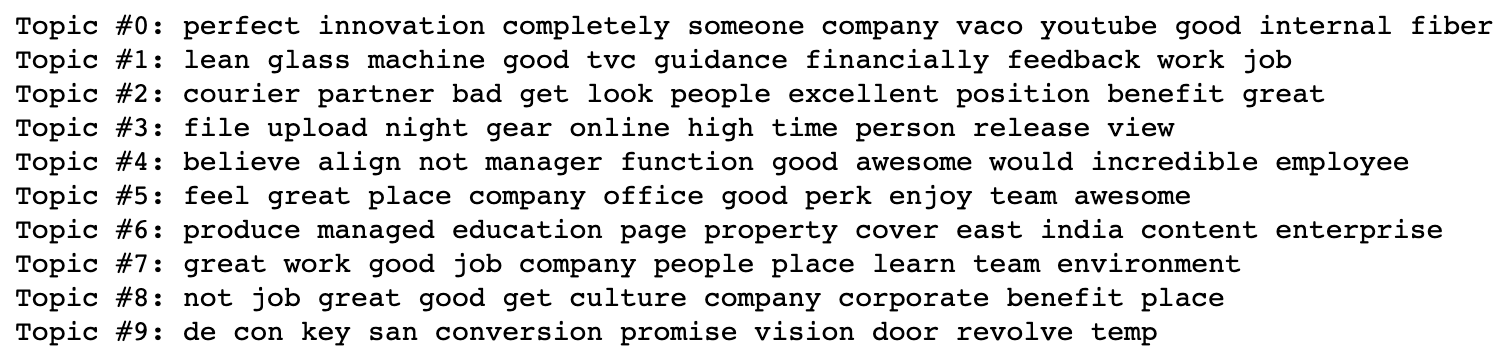 Topic #0: perfect innovation completely someone company vaco youtube good internal fiber
Topic #1: lean glass machine good tvc guidance financially feedback work job
Topic #2: courier partner bad get look people excellent position benefit great
Topic #3: file upload night gear online high time person release view
Topic #4: believe align not manager function good awesome would incredible employee
Topic #5: feel great place company office good perk enjoy team awesome
Topic #6: produce managed education page property cover east india content enterprise
Topic #7: great work good job company people place learn team environment
Topic #8: not job great good get culture company corporate benefit place
Topic #9: de con key san conversion promise vision door revolve temp